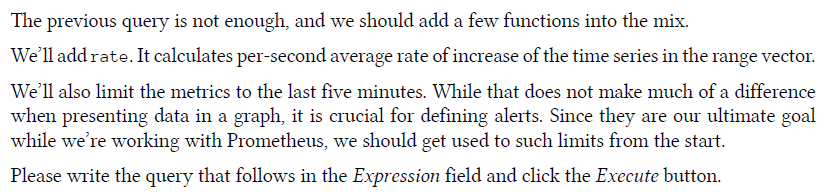 The previous query is not enough, and we should add a few functions into the mix.
We’ll add rate. It calculates per-second average rate of increase of the time series in the range vector.
We’ll also limit the metrics to the last five minutes. While that does not make much of a difference
when presenting data in a graph, it is crucial for defining alerts. Since they are our ultimate goal
while we’re working with Prometheus, we should get used to such limits from the start.
Please write the query that follows in the Expression field and click the Execute button.